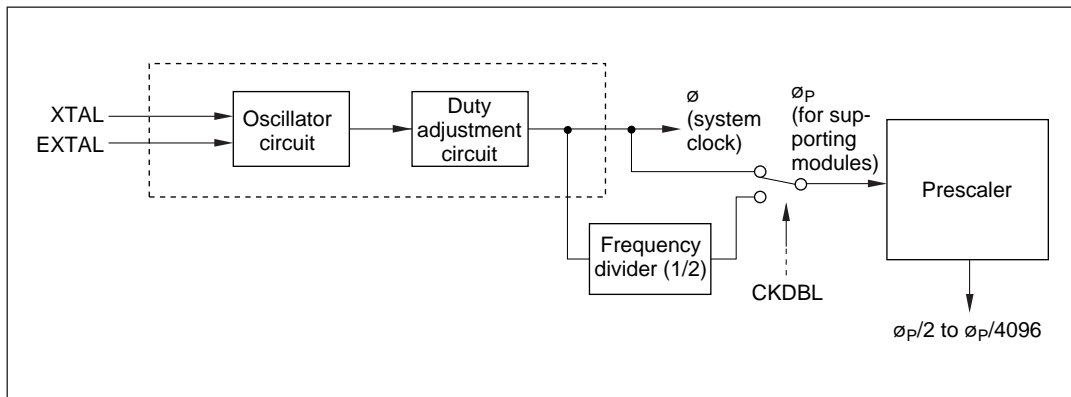 XTAL
EXTAL
Oscillator
circuit
Duty
adjustment
circuit
ø
(system
clock)
øP
(for sup-
porting
modules)
Prescaler
Frequency
divider (1/2)
CKDBL
øP/2 to øP/4096